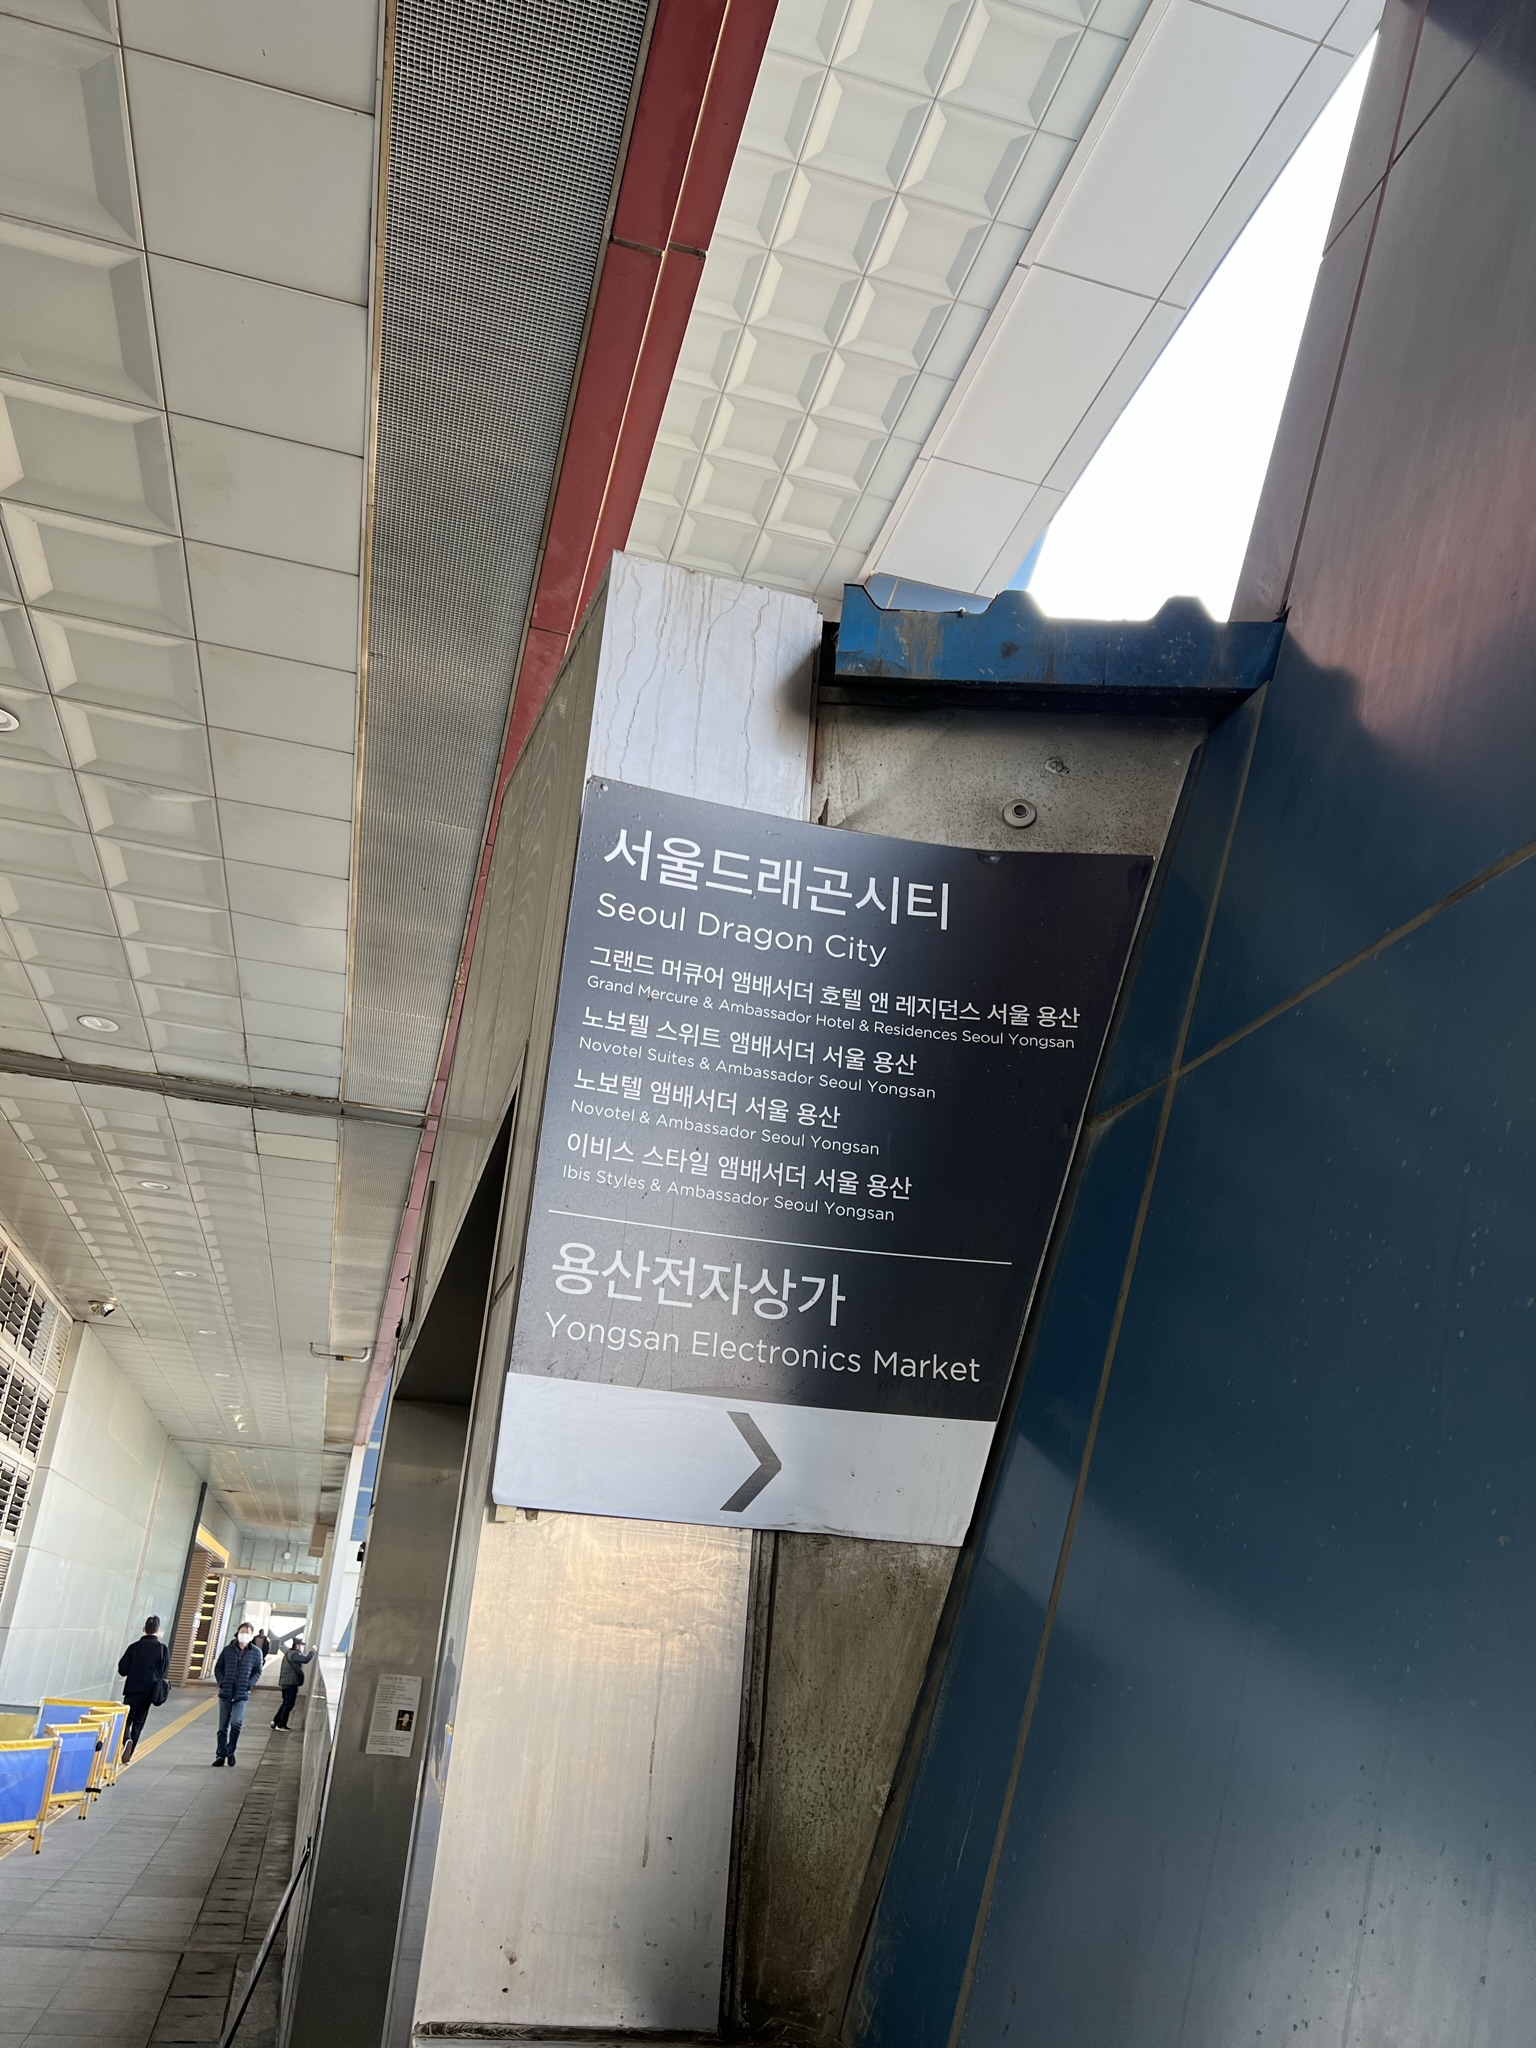 서울드래곤시티
Seoul Dragon City
그랜드 머큐어 앰배서더 호텔 앤 레지던스 서울 용산
Grand Mercure & Ambassador Hotel & Residences Seoul Yongsan
노보텔 스위트 앰배서더 서울 용산
Novotel Suites & Ambassador Seoul Yongsan
노보텔 앰배서더 서울 용산
Novotel & Ambassador Seoul Yongsan
이비스 스타일 앰배서더 서울 용산
Ibis Styles & Ambassador Seoul Yongsan
용산전자상가
Yongsan Electronics Market